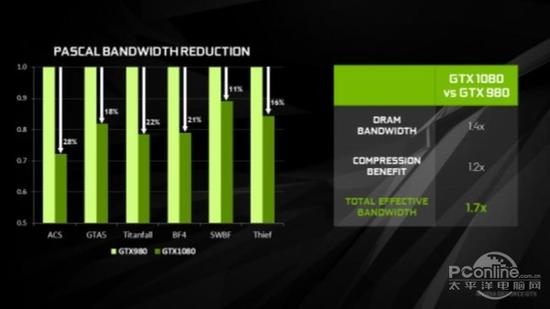 PASCAL BANDWIDTH REDUCTION
1.0
0.9
0.8
0.7
0.6
0.5
28%
18%
22%
21%
11%
16%
ACS
GTA5
Titanfall
BF4
SWBF
Thief
GTX980
GTX1080
GTX 1080
vs GTX 980
DRAM
BANDWIDTH
1.4x
COMPRESSION
BENEFIT
1.2x
TOTAL EFFECTIVE
BANDWIDTH
1.7x
PConline
.com.cn
太平洋电脑网